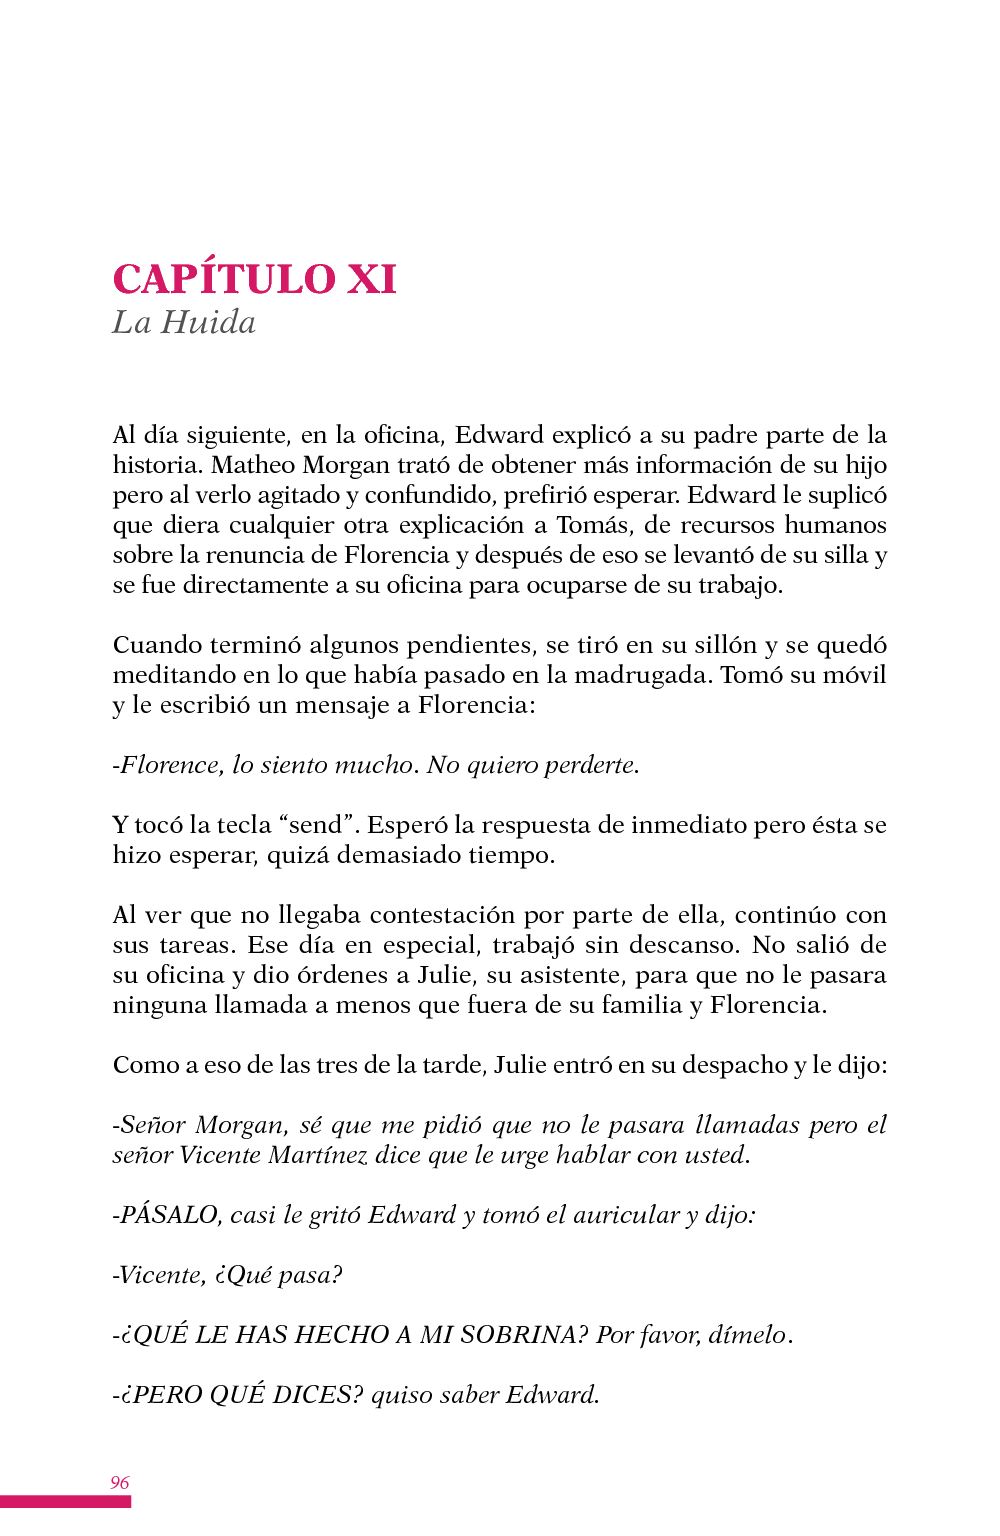 CAPÍTULO XI
La Huida
Al día siguiente, en la oficina, Edward explicó a su padre parte de la
historia. Matheo Morgan trató de obtener más información de su hijo
pero al verlo agitado y confundido, prefirió esperar. Edward le suplicó
que diera cualquier otra explicación a Tomás, de recursos humanos
sobre la renuncia de Florencia y después de eso se levantó de su silla y
se fue directamente a su oficina para ocuparse de su trabajo.
Cuando terminó algunos pendientes, se tiró en su sillón y se quedó
meditando en lo que había pasado en la madrugada. Tomó su móvil
y le escribió un mensaje a Florencia:
-Florence, lo siento mucho. No quiero perderte.
Y tocó la tecla “send”. Esperó la respuesta de inmediato pero ésta se
hizo esperar, quizá demasiado tiempo.
Al ver que no llegaba contestación por parte de ella, continúo con
sus tareas. Ese día en especial, trabajó sin descanso. No salió de
su oficina y dio órdenes a Julie, su asistente, para que no le pasara
ninguna llamada a menos que fuera de su familia y Florencia.
Como a eso de las tres de la tarde, Julie entró en su despacho y le dijo:
-Señor Morgan, sé que me pidió que no le pasara llamadas pero el
señor Vicente Martínez dice que le urge hablar con usted.
-PÁSALO, casi le gritó Edward y tomó el auricular y dijo:
-Vicente, ¿Qué pasa?
-¿QUÉ LE HAS HECHO A MI SOBRINA? Por favor, dímelo.
-¿PERO QUÉ DICES? quiso saber Edward.
96